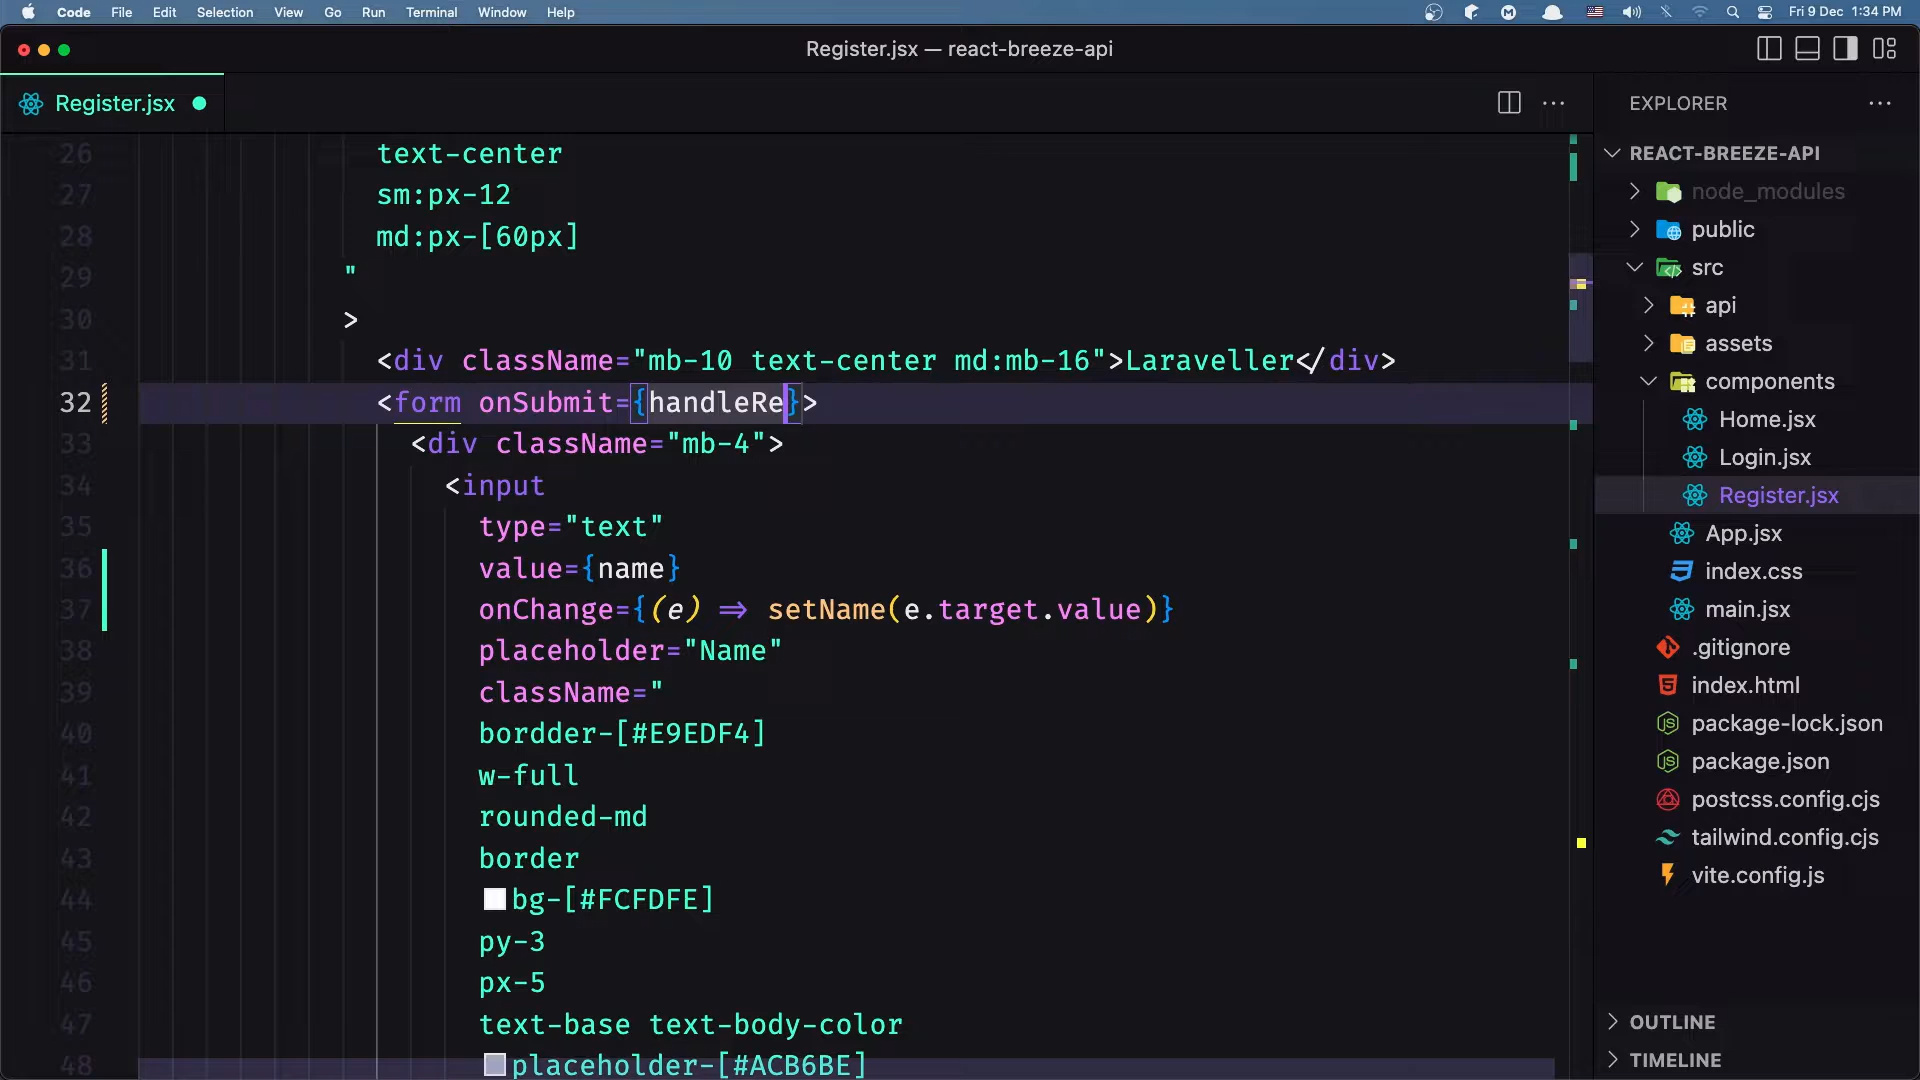 Code File Edit Selection View Go Run Terminal Window Help Fri 9 Dec 1:34 PM
Register.jsx — react-breeze-api
Register.jsx
26 text-center
27 sm:px-12
28 md:px-[60px]
29 "
30 >
31 <div className="mb-10 text-center md:mb-16">Laraveller</div>
32 <form onSubmit={handleRe}>
33 <div className="mb-4">
34 <input
35 type="text"
36 value={name}
37 onChange={(e) => setName(e.target.value)}
38 placeholder="Name"
39 className="
40 bordder-[#E9EDF4]
41 w-full
42 rounded-md
43 border
44 bg-[#FCFDFE]
45 py-3
46 px-5
47 text-base text-body-color
48 placeholder-[#ACB6BE]
EXPLORER
REACT-BREEZE-API
node_modules
public
src
api
assets
components
Home.jsx
Login.jsx
Register.jsx
App.jsx
index.css
main.jsx
.gitignore
index.html
package-lock.json
package.json
postcss.config.cjs
tailwind.config.cjs
vite.config.js
OUTLINE
TIMELINE